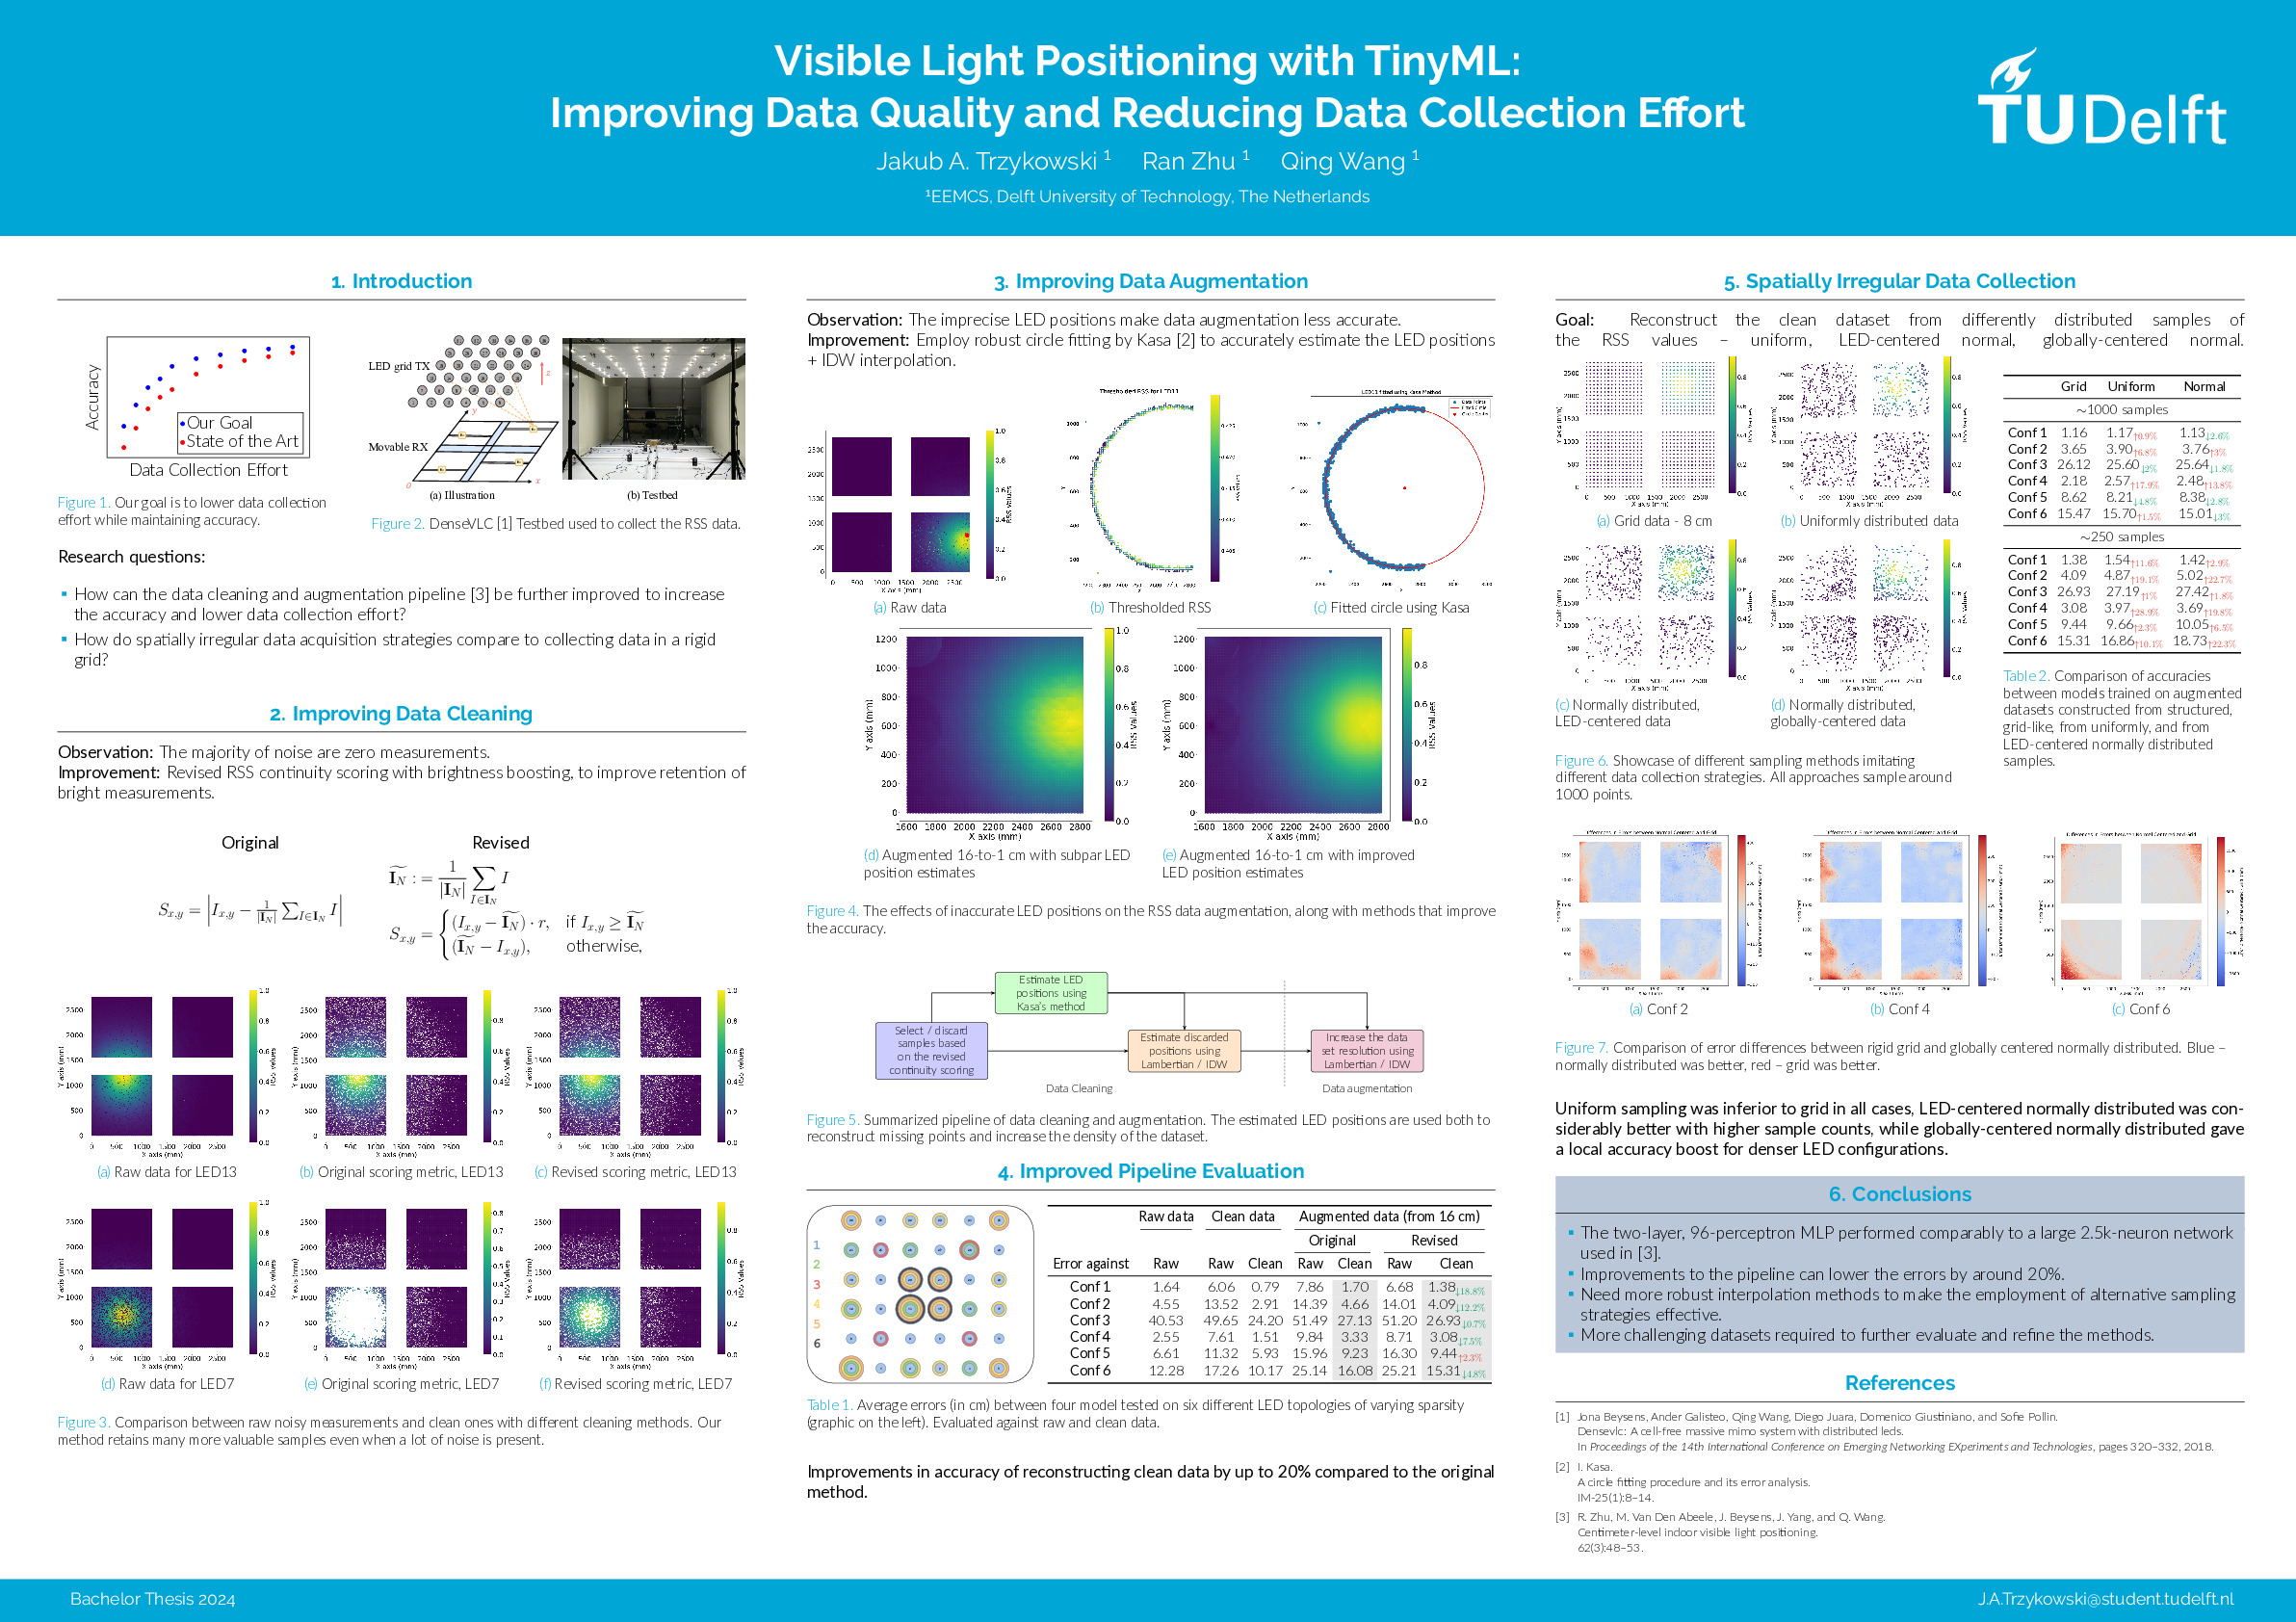 Visible Light Positioning with TinyML:
Improving Data Quality and Reducing Data Collection Effort
Jakub A. Trzykowski ¹ Ran Zhu ¹ Qing Wang ¹
¹EEMCS, Delft University of Technology, The Netherlands
TUDelft
1. Introduction
Accuracy
Our Goal
State of the Art
Data Collection Effort
Figure 1. Our goal is to lower data collection
effort while maintaining accuracy.
LED grid TX
Movable RX
(a) Illustration
(b) Testbed
Figure 2. DenseVLC [1] Testbed used to collect the RSS data.
Research questions:
▪ How can the data cleaning and augmentation pipeline [3] be further improved to increase
the accuracy and lower data collection effort?
▪ How do spatially irregular data acquisition strategies compare to collecting data in a rigid
grid?
2. Improving Data Cleaning
Observation: The majority of noise are zero measurements.
Improvement: Revised RSS continuity scoring with brightness boosting, to improve retention of
bright measurements.
Original
Revised
S_{x,y} = |I_{x,y} − 1/|I_N| ∑_{I∈I_N} I|
Ĩ_N := 1/|I_N| ∑_{I∈I_N} I
S_{x,y} = { (I_{x,y} − Ĩ_N) · r, if I_{x,y} ≥ Ĩ_N
(Ĩ_N − I_{x,y}), otherwise,
(a) Raw data for LED13
(b) Original scoring metric, LED13
(c) Revised scoring metric, LED13
(d) Raw data for LED7
(e) Original scoring metric, LED7
(f) Revised scoring metric, LED7
Figure 3. Comparison between raw noisy measurements and clean ones with different cleaning methods. Our
method retains many more valuable samples even when a lot of noise is present.
3. Improving Data Augmentation
Observation: The imprecise LED positions make data augmentation less accurate.
Improvement: Employ robust circle fitting by Kasa [2] to accurately estimate the LED positions
+ IDW interpolation.
(a) Raw data
(b) Thresholded RSS
(c) Fitted circle using Kasa
(d) Augmented 16-to-1 cm with subpar LED
position estimates
(e) Augmented 16-to-1 cm with improved
LED position estimates
Figure 4. The effects of inaccurate LED positions on the RSS data augmentation, along with methods that improve
the accuracy.
Select / discard
samples based
on the revised
continuity scoring
Estimate LED
positions using
Kasa's method
Estimate discarded
positions using
Lambertian / IDW
Increase the data
set resolution using
Lambertian / IDW
Data Cleaning
Data augmentation
Figure 5. Summarized pipeline of data cleaning and augmentation. The estimated LED positions are used both to
reconstruct missing points and increase the density of the dataset.
4. Improved Pipeline Evaluation
1
2
3
4
5
6
Raw data Clean data Augmented data (from 16 cm)
Original Revised
Error against Raw Raw Clean Raw Clean Raw Clean
Conf 1 1.64 6.06 0.79 7.86 1.70 6.68 1.38↓18.8%
Conf 2 4.55 13.52 2.91 14.39 4.66 14.01 4.09↓12.2%
Conf 3 40.53 49.65 24.20 51.49 27.13 51.20 26.93↓0.7%
Conf 4 2.55 7.61 1.51 9.84 3.33 8.71 3.08↓7.5%
Conf 5 6.61 11.32 5.93 15.96 9.23 16.30 9.44↑2.3%
Conf 6 12.28 17.26 10.17 25.14 16.08 25.21 15.31↓4.8%
Table 1. Average errors (in cm) between four model tested on six different LED topologies of varying sparsity
(graphic on the left). Evaluated against raw and clean data.
Improvements in accuracy of reconstructing clean data by up to 20% compared to the original
method.
5. Spatially Irregular Data Collection
Goal: Reconstruct the clean dataset from differently distributed samples of
the RSS values – uniform, LED-centered normal, globally-centered normal.
(a) Grid data - 8 cm
(b) Uniformly distributed data
(c) Normally distributed,
LED-centered data
(d) Normally distributed,
globally-centered data
Figure 6. Showcase of different sampling methods imitating
different data collection strategies. All approaches sample around
1000 points.
Grid Uniform Normal
~1000 samples
Conf 1 1.16 1.17↑0.9% 1.13↓2.6%
Conf 2 3.65 3.90↑6.8% 3.76↑3%
Conf 3 26.12 25.60↓2% 25.64↓1.8%
Conf 4 2.18 2.57↑17.9% 2.48↑13.8%
Conf 5 8.62 8.21↓4.8% 8.38↓2.8%
Conf 6 15.47 15.70↑1.5% 15.01↓3%
~250 samples
Conf 1 1.38 1.54↑11.6% 1.42↑2.9%
Conf 2 4.09 4.87↑19.1% 5.02↑22.7%
Conf 3 26.93 27.19↑1% 27.42↑1.8%
Conf 4 3.08 3.97↑28.9% 3.69↑19.8%
Conf 5 9.44 9.66↑2.3% 10.05↑6.5%
Conf 6 15.31 16.86↑10.1% 18.73↑22.3%
Table 2. Comparison of accuracies
between models trained on augmented
datasets constructed from structured,
grid-like, from uniformly, and from
LED-centered normally distributed
samples.
(a) Conf 2
(b) Conf 4
(c) Conf 6
Figure 7. Comparison of error differences between rigid grid and globally centered normally distributed. Blue –
normally distributed was better, red – grid was better.
Uniform sampling was inferior to grid in all cases, LED-centered normally distributed was con-
siderably better with higher sample counts, while globally-centered normally distributed gave
a local accuracy boost for denser LED configurations.
6. Conclusions
▪ The two-layer, 96-perceptron MLP performed comparably to a large 2.5k-neuron network
used in [3].
▪ Improvements to the pipeline can lower the errors by around 20%.
▪ Need more robust interpolation methods to make the employment of alternative sampling
strategies effective.
▪ More challenging datasets required to further evaluate and refine the methods.
References
[1] Jona Beysens, Ander Galisteo, Qing Wang, Diego Juara, Domenico Giustiniano, and Sofie Pollin.
Densevlc: A cell-free massive mimo system with distributed leds.
In Proceedings of the 14th International Conference on Emerging Networking EXperiments and Technologies, pages 320–332, 2018.
[2] I. Kasa.
A circle fitting procedure and its error analysis.
IM-25(1):8–14.
[3] R. Zhu, M. Van Den Abeele, J. Beysens, J. Yang, and Q. Wang.
Centimeter-level indoor visible light positioning.
62(3):48–53.
Bachelor Thesis 2024
J.A.Trzykowski@student.tudelft.nl